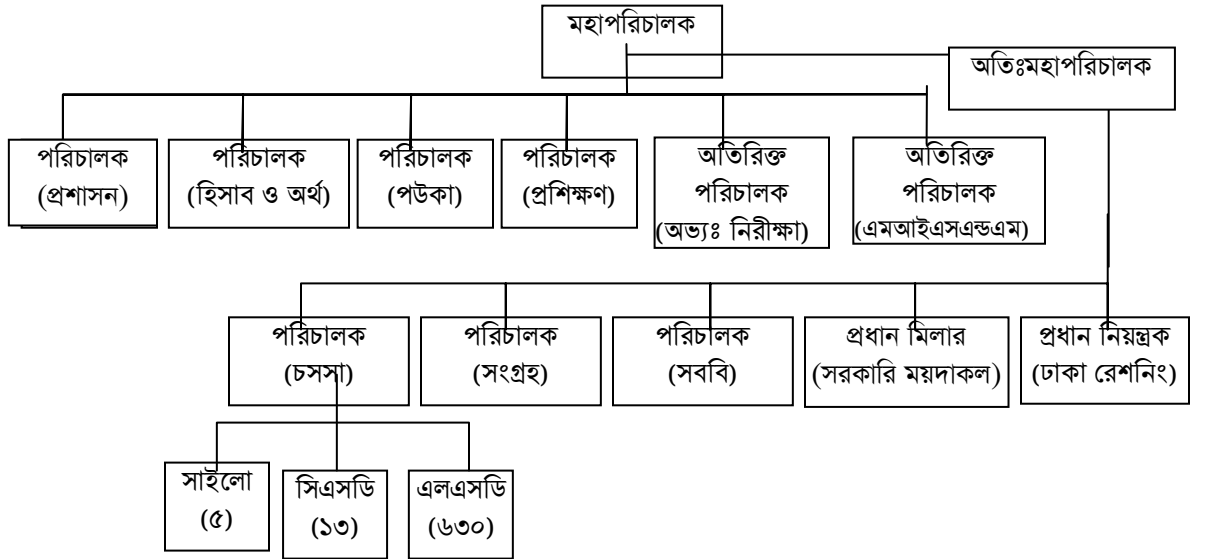 মহাপরিচালক
অতিঃমহাপরিচালক
পরিচালক
(প্রশাসন)
পরিচালক
(হিসাব ও অর্থ)
পরিচালক
(পউকা)
পরিচালক
(প্রশিক্ষণ)
অতিরিক্ত
পরিচালক
(অভ্যঃ নিরীক্ষা)
অতিরিক্ত
পরিচালক
(এমআইএসএন্ডএম)
পরিচালক
(চসসা)
পরিচালক
(সংগ্রহ)
পরিচালক
(সববি)
প্রধান মিলার
(সরকারি ময়দাকল)
প্রধান নিয়ন্ত্রক
(ঢাকা রেশনিং)
সাইলো
(৫)
সিএসডি
(১৩)
এলএসডি
(৬৩০)